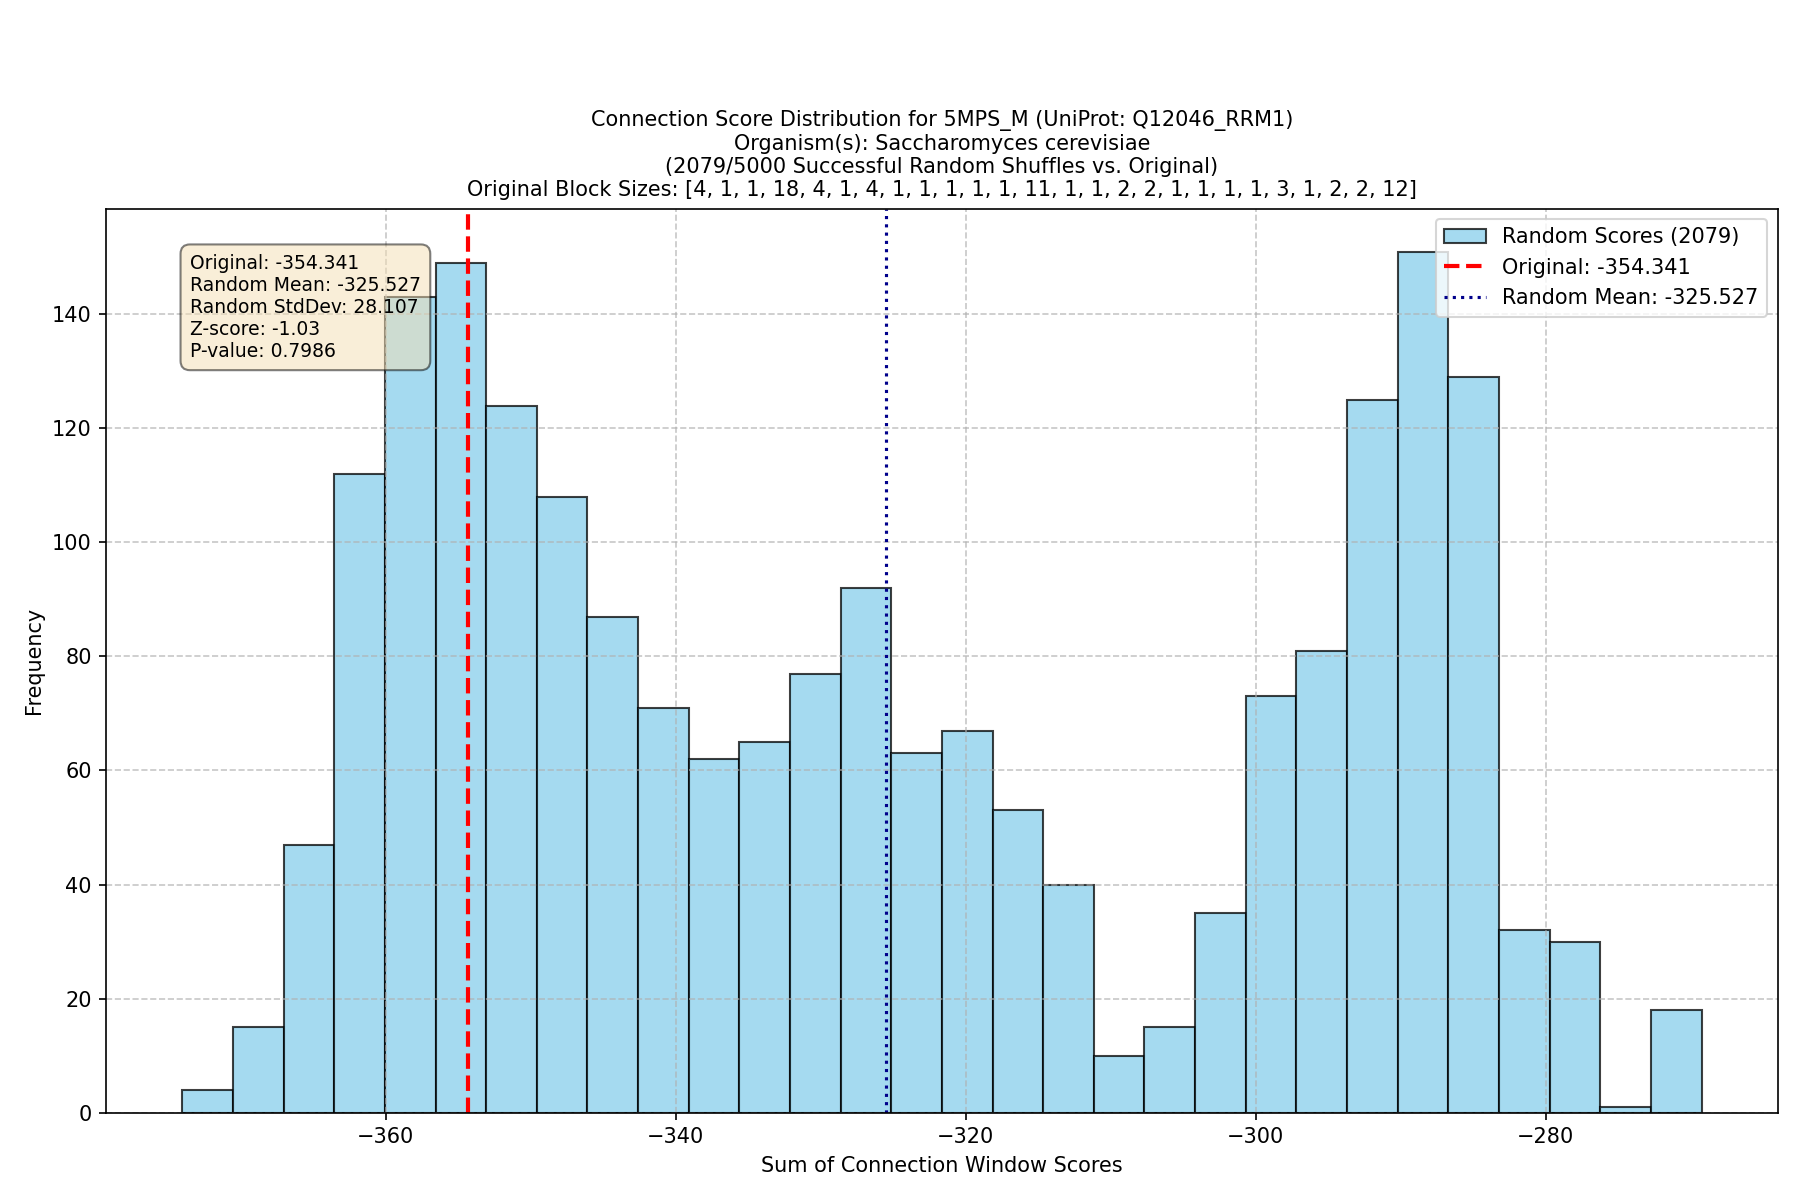 Connection Score Distribution for 5MPS_M (UniProt: Q12046_RRM1)
Organism(s): Saccharomyces cerevisiae
(2079/5000 Successful Random Shuffles vs. Original)
Original Block Sizes: [4, 1, 1, 18, 4, 1, 4, 1, 1, 1, 1, 1, 11, 1, 1, 2, 2, 1, 1, 1, 1, 3, 1, 2, 2, 12]
Original: -354.341
Random Mean: -325.527
Random StdDev: 28.107
Z-score: -1.03
P-value: 0.7986
Random Scores (2079)
Original: -354.341
Random Mean: -325.527
Frequency
140
120
100
80
60
40
20
0
−360
−340
−320
−300
−280
Sum of Connection Window Scores